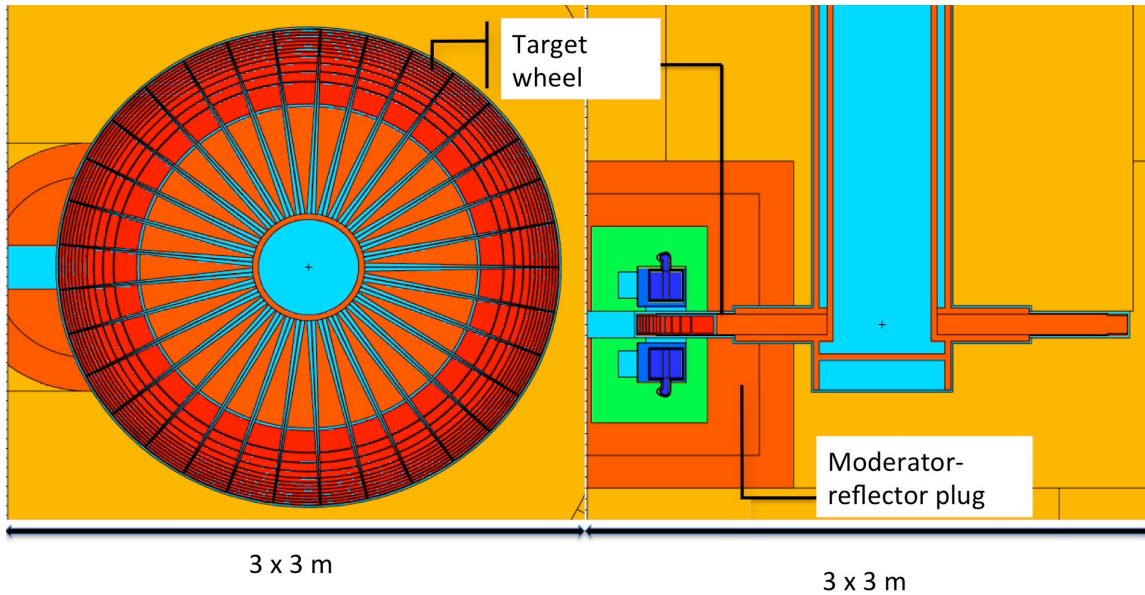 Target
wheel
Moderator-
reflector plug
3 x 3 m
3 x 3 m